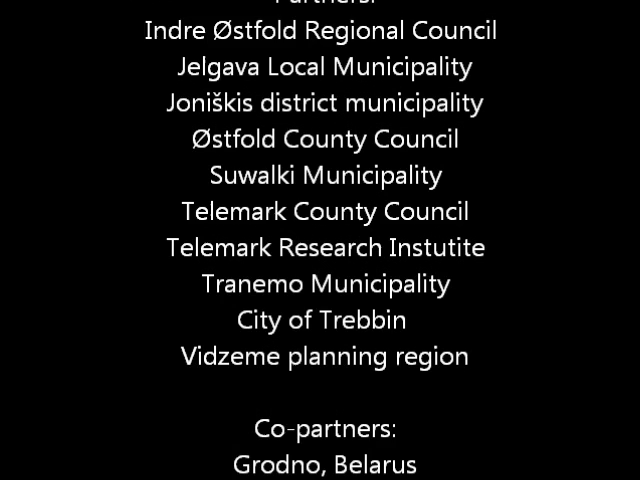 Partners:
Indre Østfold Regional Council
Jelgava Local Municipality
Joniškis district municipality
Østfold County Council
Suwalki Municipality
Telemark County Council
Telemark Research Instutite
Tranemo Municipality
City of Trebbin
Vidzeme planning region
Co-partners:
Grodno, Belarus